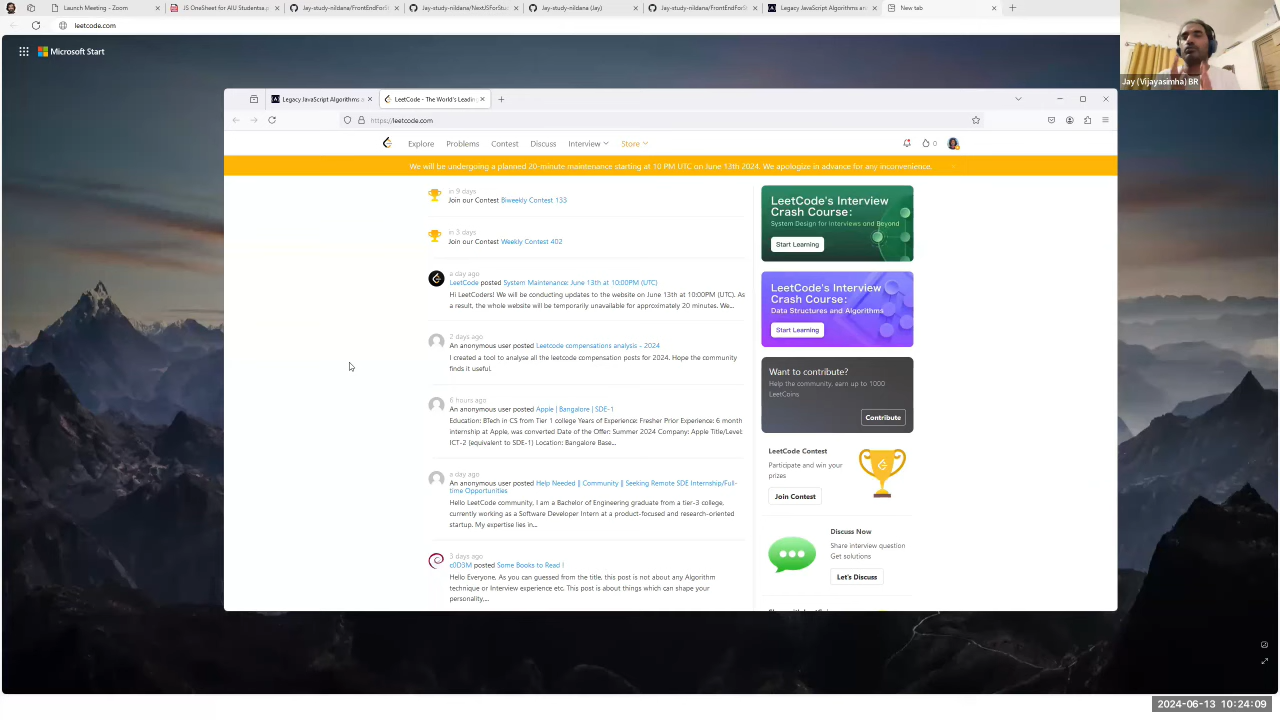 Launch Meeting - Zoom
JS OneSheet for AIU Studentsa.p
Jay-study-nildana/FrontEndForSt
Jay-study-nildana/NextJSForStu
Jay-study-nildana (Jay)
Jay-study-nildana/FrontEndForSt
Legacy JavaScript Algorithms an
New tab
leetcode.com
Microsoft Start
Jay (Vijayasimha) BR
Legacy JavaScript Algorithms
LeetCode - The World's Leadin
https://leetcode.com
Explore
Problems
Contest
Discuss
Interview
Store
0
We will be undergoing a planned 20-minute maintenance starting at 10 PM UTC on June 13th 2024. We apologize in advance for any inconvenience.
in 9 days
Join our Contest Biweekly Contest 133
in 3 days
Join our Contest Weekly Contest 402
a day ago
LeetCode posted System Maintenance: June 13th at 10:00PM (UTC)
Hi LeetCoders! We will be conducting updates to the website on June 13th at 10:00PM (UTC). As
a result, the whole website will be temporarily unavailable for approximately 20 minutes. We...
2 days ago
An anonymous user posted Leetcode compensations analysis - 2024
I created a tool to analyse all the leetcode compensation posts for 2024. Hope the community
finds it useful.
6 hours ago
An anonymous user posted Apple | Bangalore | SDE-1
Education: BTech in CS from Tier 1 college Years of Experience: Fresher Prior Experience: 6 month
internship at Apple, was converted Date of the Offer: Summer 2024 Company: Apple Title/Level:
ICT-2 (equivalent to SDE-1) Location: Bangalore Base...
a day ago
An anonymous user posted Help Needed || Community || Seeking Remote SDE Internship/Full-
time Opportunities
Hello LeetCode community, I am a Bachelor of Engineering graduate from a tier-3 college,
currently working as a Software Developer Intern at a product-focused and research-oriented
startup. My expertise lies in...
3 days ago
c0D3M posted Some Books to Read !
Hello Everyone, As you can guessed from the title, this post is not about any Algorithm
technique or Interview experience etc. This post is about things which can shape your
personality....
LeetCode's Interview
Crash Course:
System Design for Interviews and Beyond
Start Learning
LeetCode's Interview
Crash Course:
Data Structures and Algorithms
Start Learning
Want to contribute?
Help the community, earn up to 1000
LeetCoins
Contribute
LeetCode Contest
Participate and win your
prizes
Join Contest
Discuss Now
Share interview question
Get solutions
Let's Discuss
2024-06-13 10:24:09